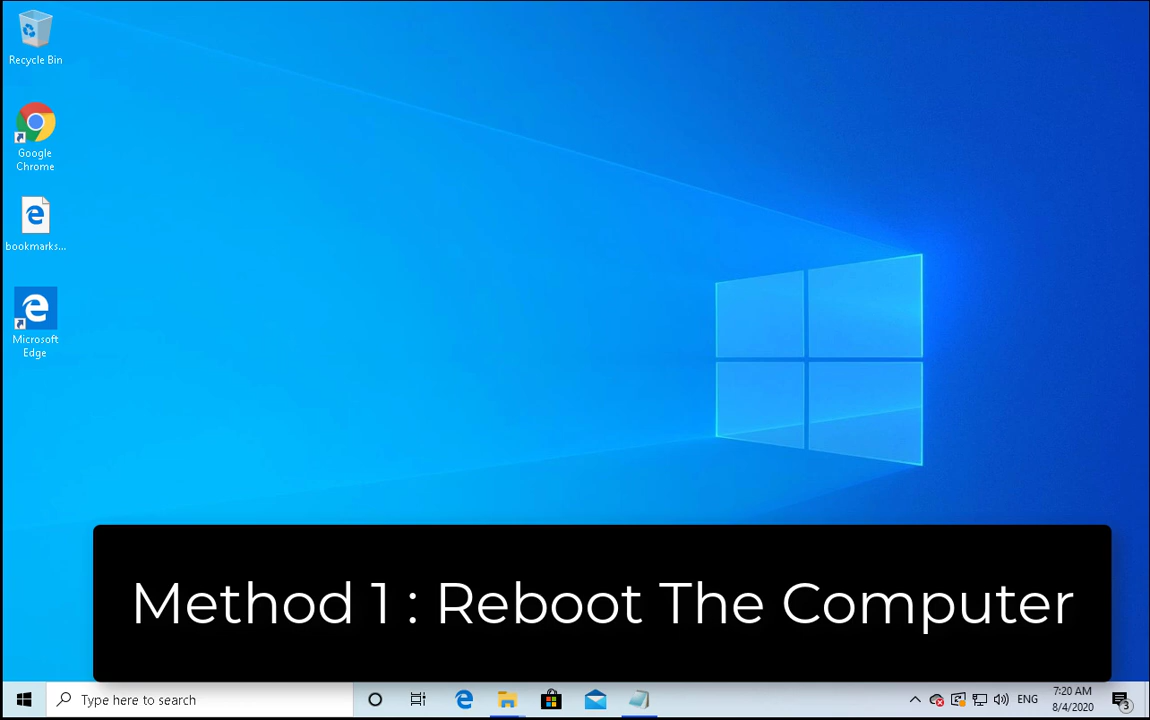 Recycle Bin
Google
Chrome
bookmarks...
Microsoft
Edge
Method 1 : Reboot The Computer
Type here to search
ENG
7:20 AM
8/4/2020
3